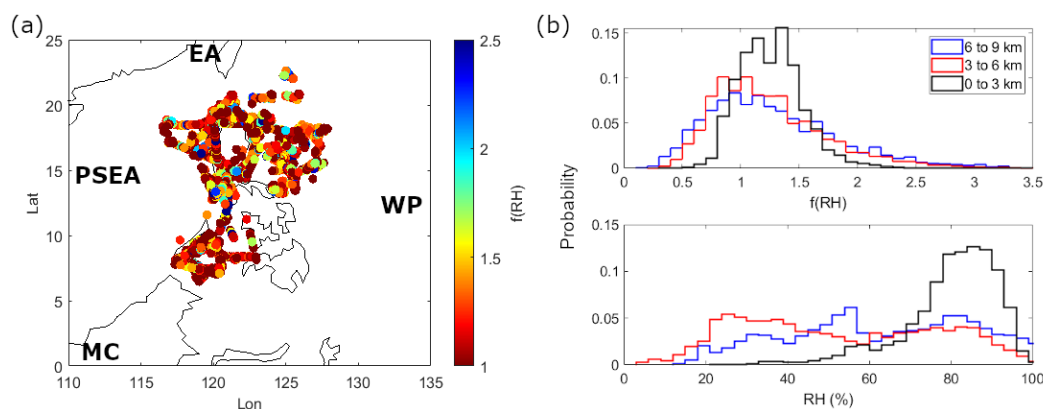 (a)
25
20
15
10
5
0
Lat
110
115
120
125
130
135
Lon
EA
PSEA
WP
MC
2.5
2
1.5
1
f(RH)
(b)
0.15
0.1
0.05
0
0
0.5
1
1.5
2
2.5
3
3.5
f(RH)
6 to 9 km
3 to 6 km
0 to 3 km
Probability
0.15
0.1
0.05
0
0
20
40
60
80
100
RH (%)